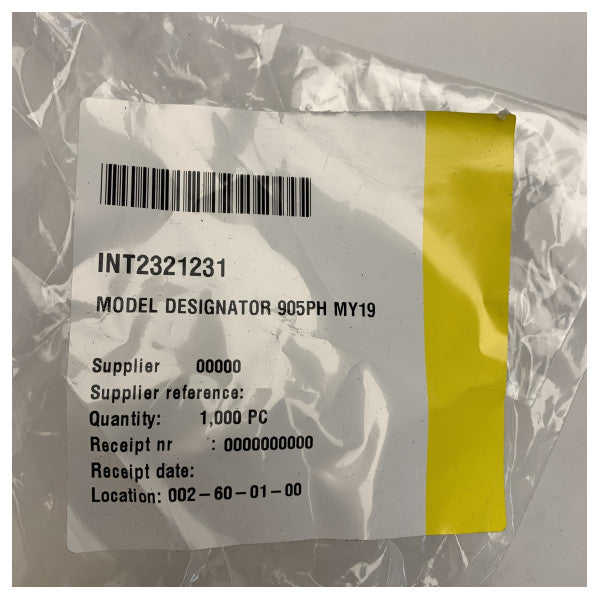 INT2321231
MODEL DESIGNATOR 905PH MY19
Supplier 00000
Supplier reference:
Quantity: 1,000 PC
Receipt nr : 0000000000
Receipt date:
Location: 002-60-01-00